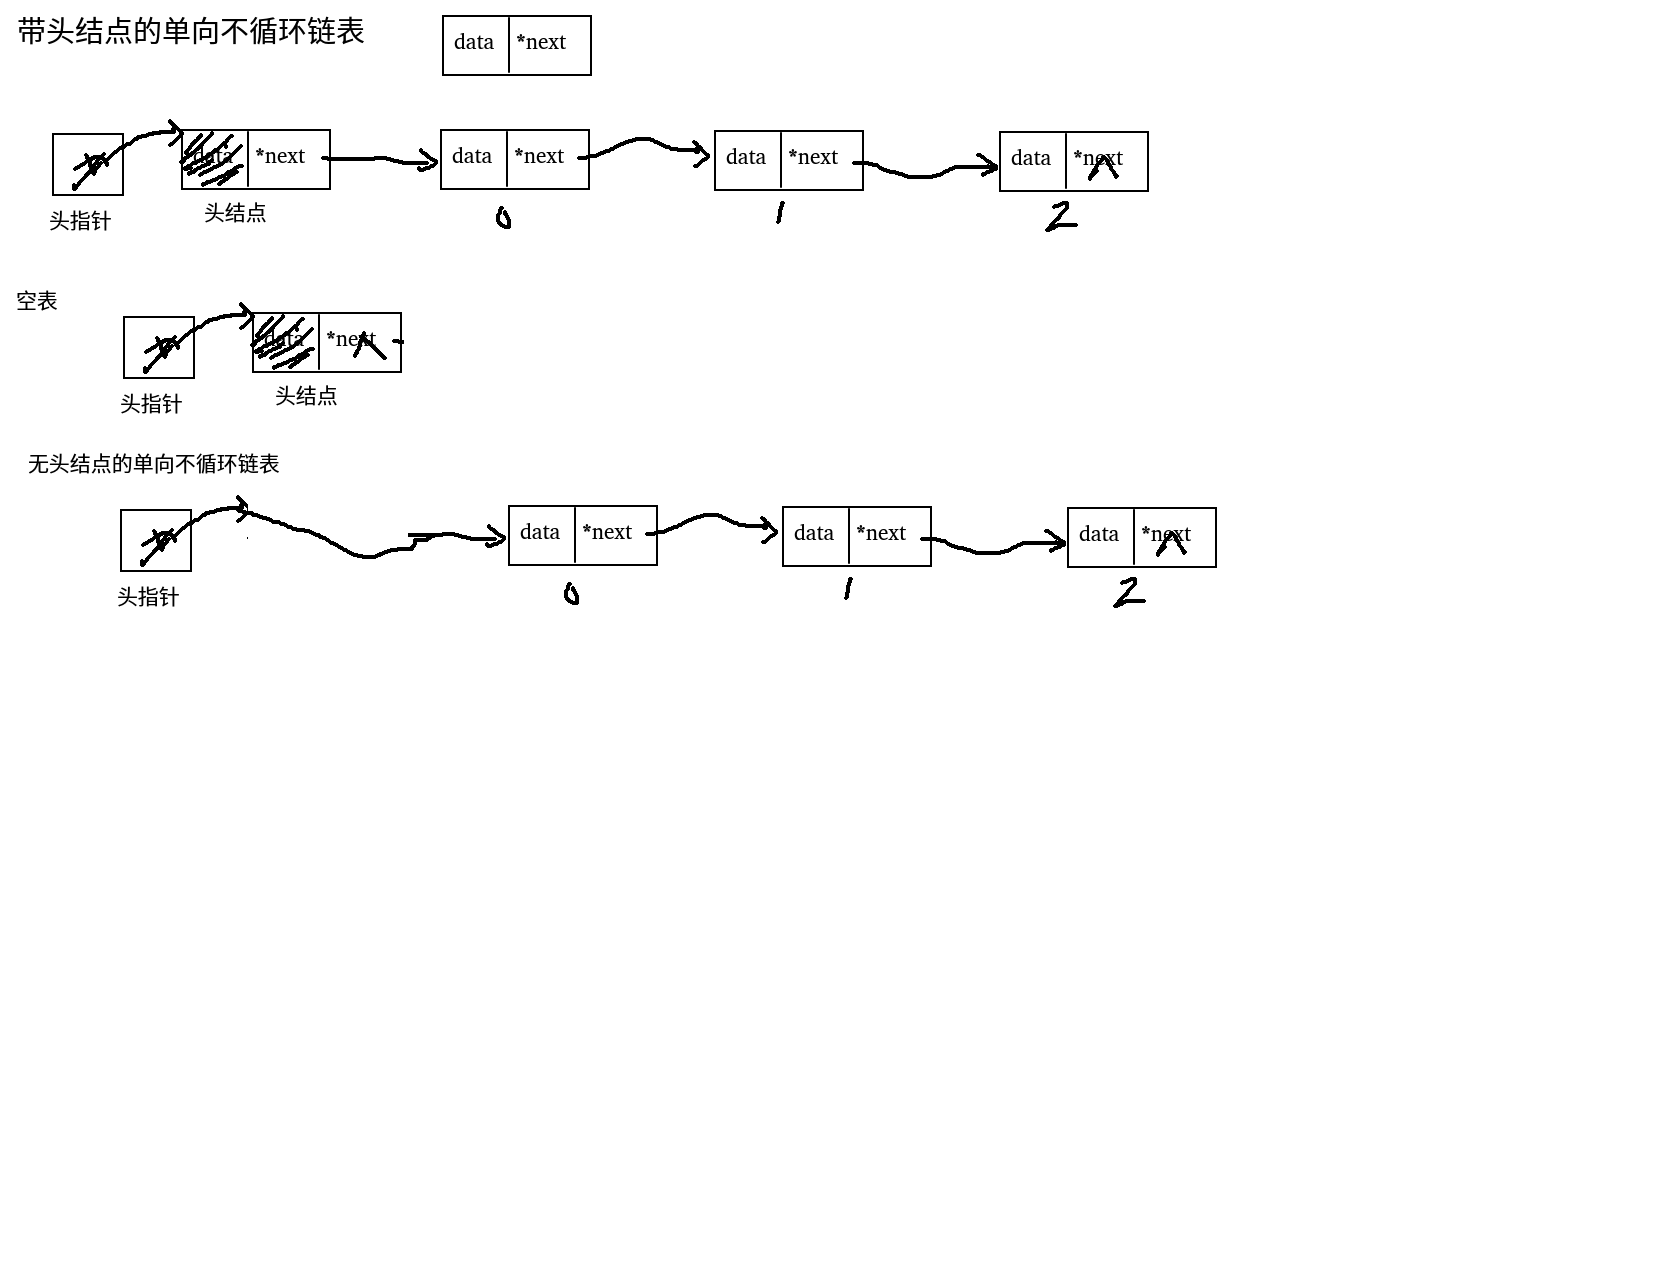 带头结点的单向不循环链表
data *next
data *next data *next data *next data *next
头指针 头结点 0 1 2
空表
data *next
头指针 头结点
无头结点的单向不循环链表
data *next data *next data *next
头指针 0 1 2